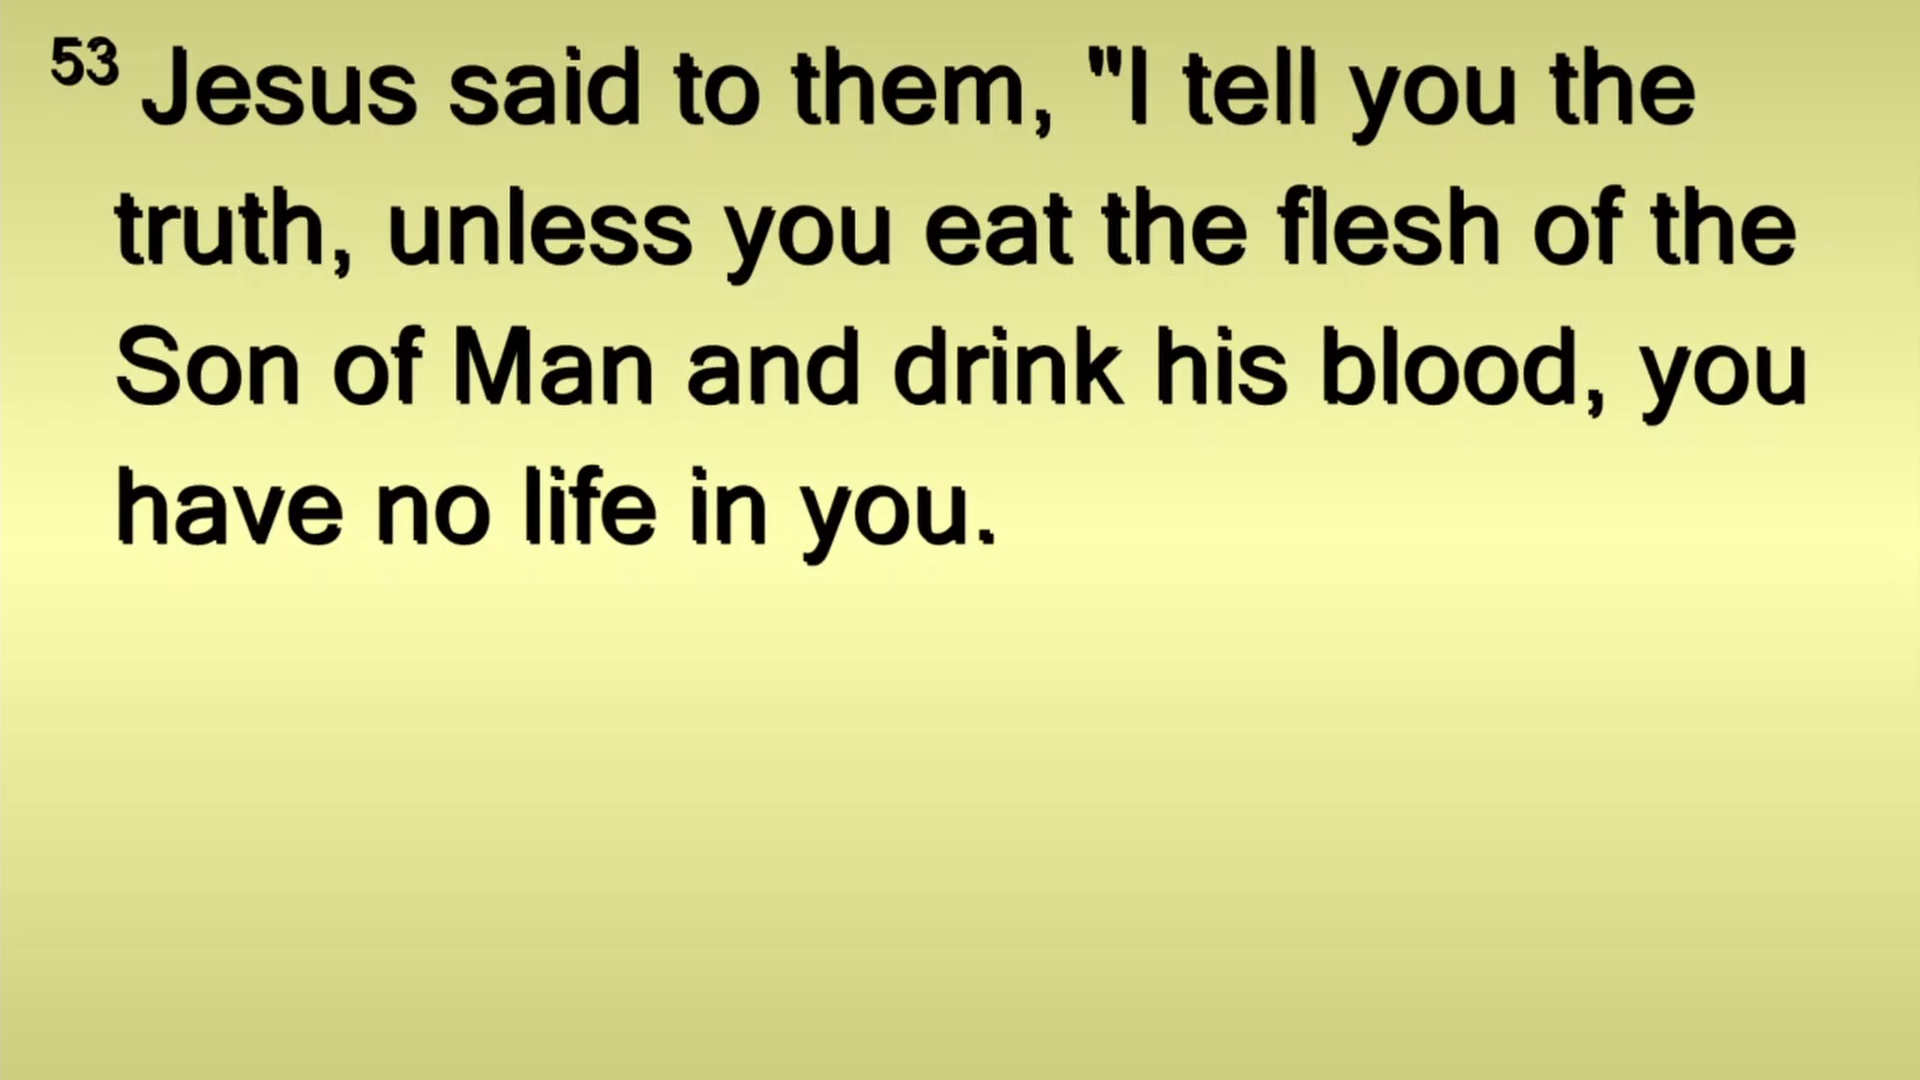 53 Jesus said to them, "I tell you the
truth, unless you eat the flesh of the
Son of Man and drink his blood, you
have no life in you.